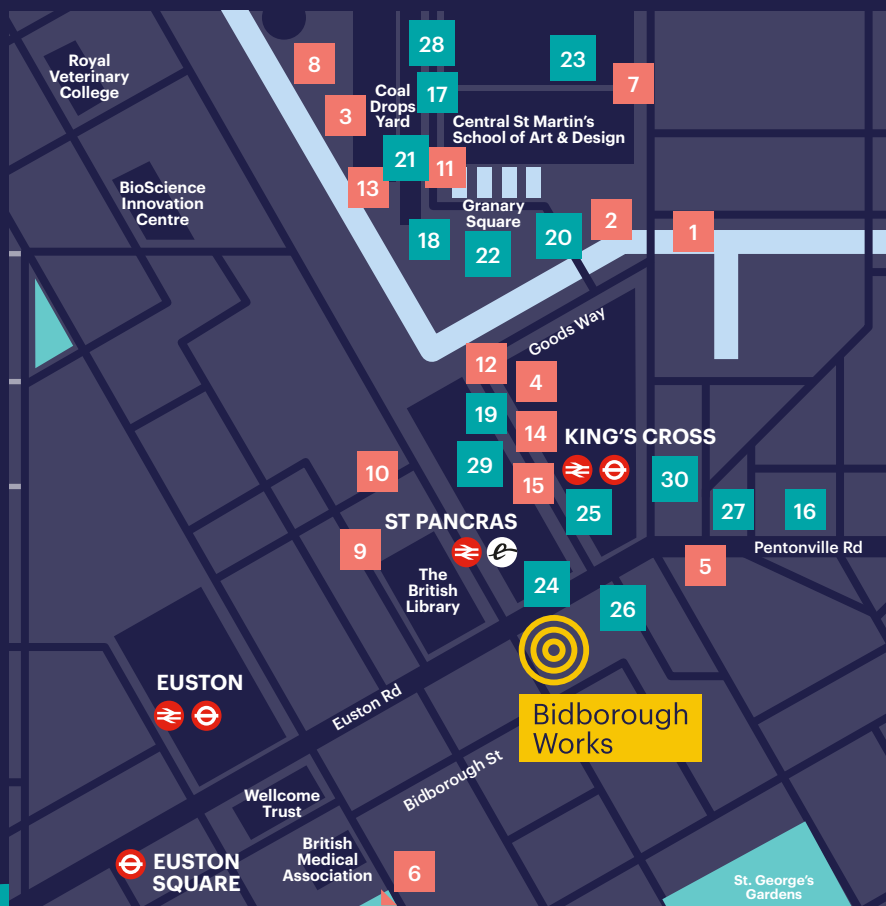 28
23
8
Royal
Veterinary
College
7
17
Coal
Drops
Yard
3
Central St Martin's
School of Art & Design
21
11
13
BioScience
Innovation
Centre
Granary
Square
2
1
20
18
22
Goods Way
12
4
19
14
KING'S CROSS
29
10
30
15
25
27
16
ST PANCRAS
Pentonville Rd
9
5
The
British
Library
24
26
EUSTON
Euston Rd
Bidborough
Works
Bidborough St
Wellcome
Trust
British
Medical
Association
EUSTON
SQUARE
6
St. George's
Gardens